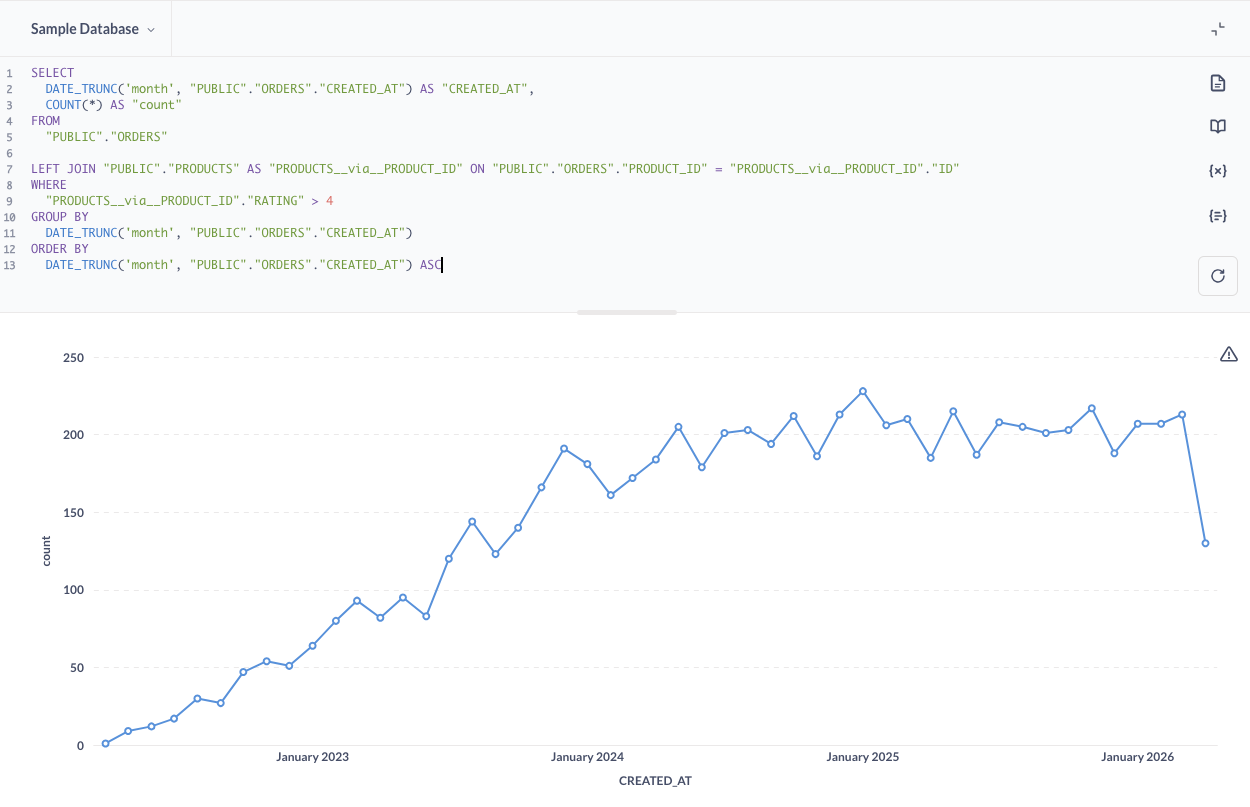 Sample Database
1 SELECT
2 DATE_TRUNC('month', "PUBLIC"."ORDERS"."CREATED_AT") AS "CREATED_AT",
3 COUNT(*) AS "count"
4 FROM
5 "PUBLIC"."ORDERS"
6
7 LEFT JOIN "PUBLIC"."PRODUCTS" AS "PRODUCTS__via__PRODUCT_ID" ON "PUBLIC"."ORDERS"."PRODUCT_ID" = "PRODUCTS__via__PRODUCT_ID"."ID"
8 WHERE
9 "PRODUCTS__via__PRODUCT_ID"."RATING" > 4
10 GROUP BY
11 DATE_TRUNC('month', "PUBLIC"."ORDERS"."CREATED_AT")
12 ORDER BY
13 DATE_TRUNC('month', "PUBLIC"."ORDERS"."CREATED_AT") ASC
250
200
150
100
50
0
count
January 2023 January 2024 January 2025 January 2026
CREATED_AT